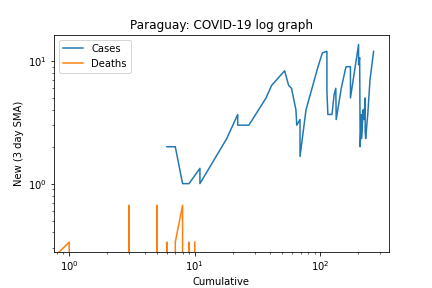 Paraguay: COVID-19 log graph
Cases
Deaths
New (3 day SMA)
10¹
10⁰
10⁰ 10¹ 10²
Cumulative